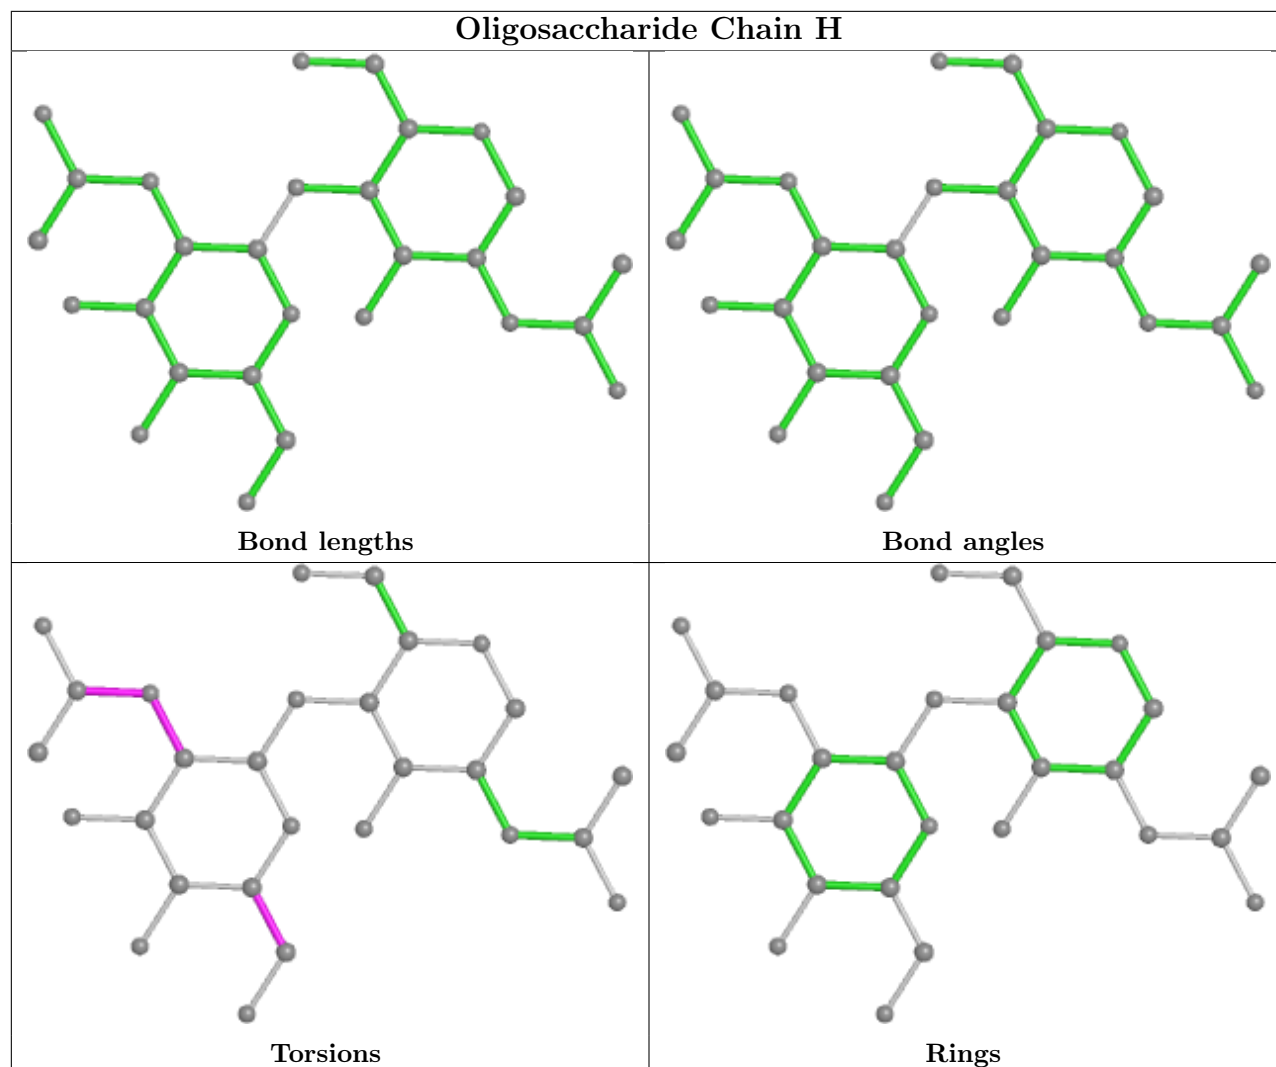 Oligosaccharide Chain H
Bond lengths
Bond angles
Torsions
Rings